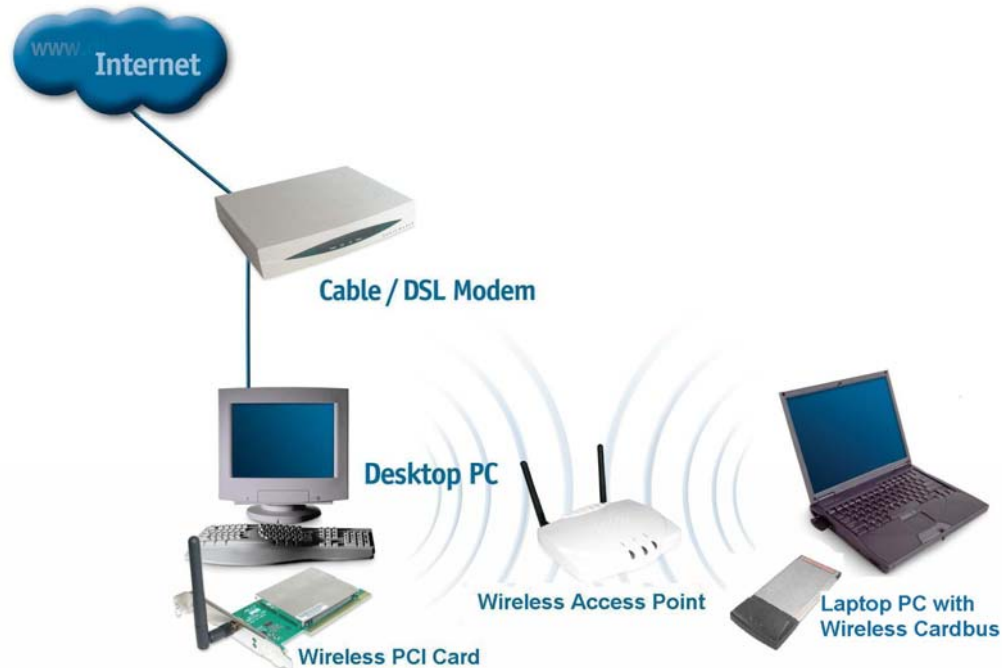 www.
Internet
Cable / DSL Modem
Desktop PC
Wireless Access Point
Laptop PC with
Wireless Cardbus
Wireless PCI Card